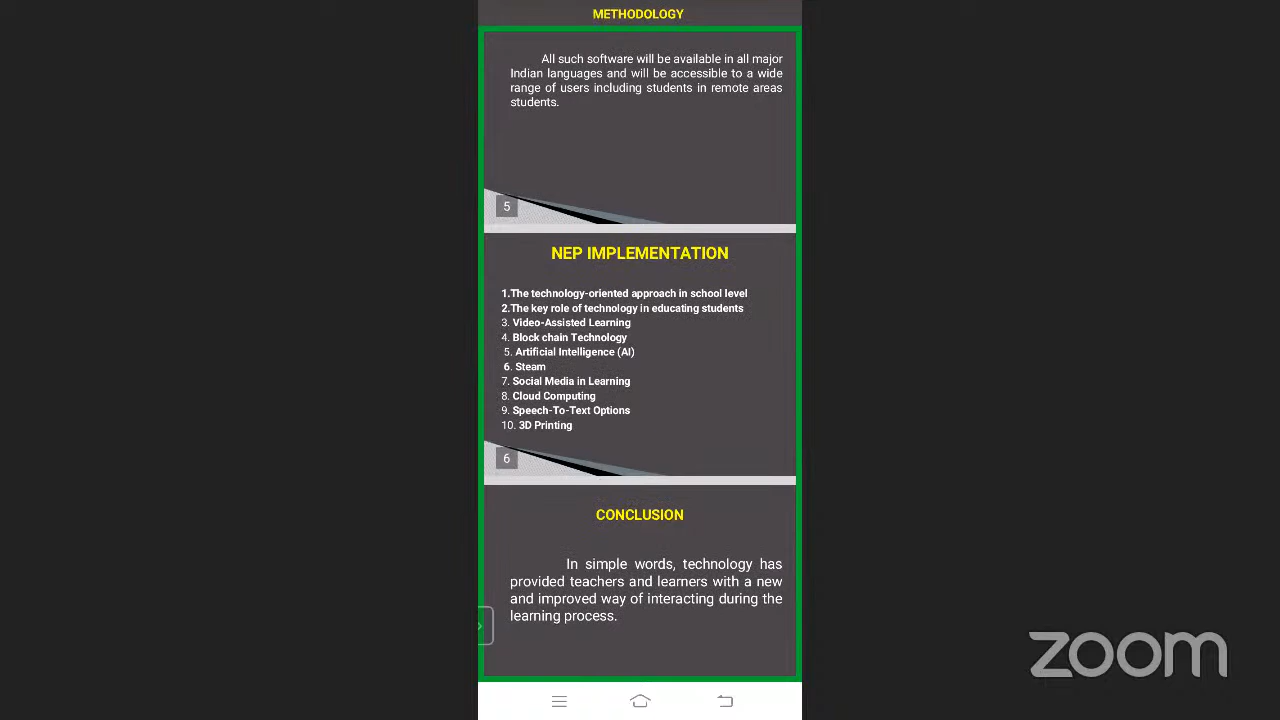 METHODOLOGY
All such software will be available in all major
Indian languages and will be accessible to a wide
range of users including students in remote areas
students.
5
NEP IMPLEMENTATION
1.The technology-oriented approach in school level
2.The key role of technology in educating students
3. Video-Assisted Learning
4. Block chain Technology
5. Artificial Intelligence (AI)
6. Steam
7. Social Media in Learning
8. Cloud Computing
9. Speech-To-Text Options
10. 3D Printing
6
CONCLUSION
In simple words, technology has
provided teachers and learners with a new
and improved way of interacting during the
learning process.
zoom